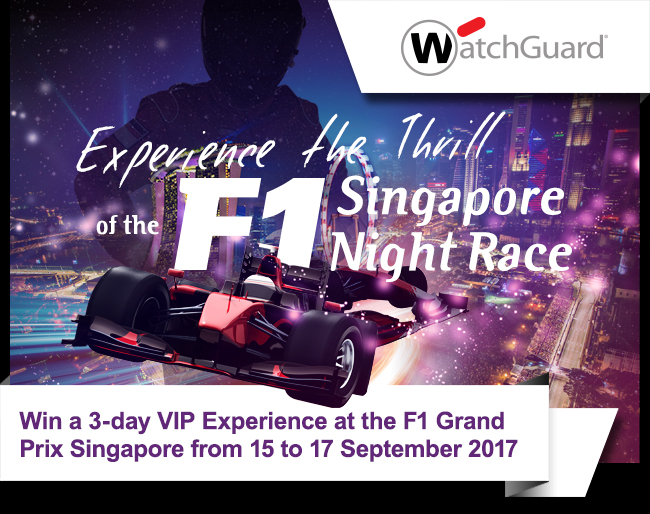 WatchGuard
Experience the Thrill
of the F1 Singapore
Night Race
Win a 3-day VIP Experience at the F1 Grand
Prix Singapore from 15 to 17 September 2017